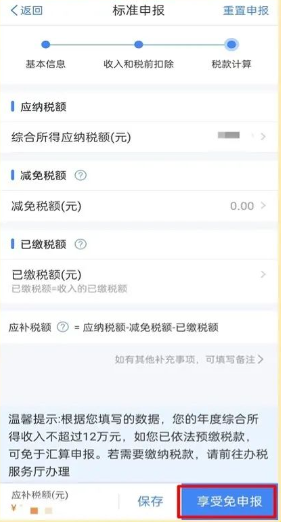 返回 标准申报 重置申报
基本信息 收入和税前扣除 税款计算
应纳税额
综合所得应纳税额(元)
减免税额
减免税额(元) 0.00
已缴税额
已缴税额(元)
已缴税额=收入的已缴税额
应补税额 = 应纳税额-减免税额-已缴税额
如有其他补充事项，可填写备注
温馨提示:根据您填写的数据，您的年度综合所
得收入不超过12万元，如您已依法预缴税款，
可免于汇算申报。若需要缴纳税款，请前往办税
服务厅办理
应补税额(元) 保存 享受免申报
¥